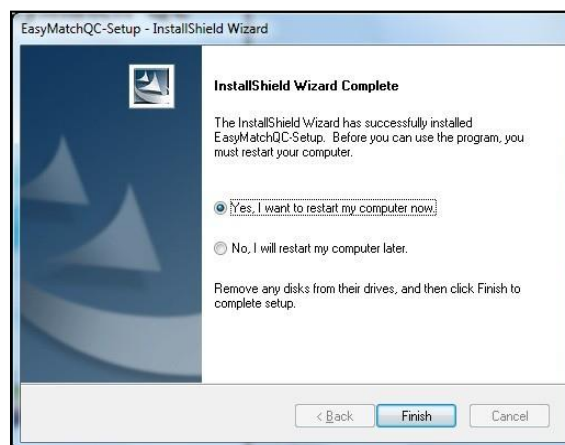 EasyMatchQC-Setup - InstallShield Wizard
InstallShield Wizard Complete
The InstallShield Wizard has successfully installed
EasyMatchQC-Setup. Before you can use the program, you
must restart your computer.
Yes, I want to restart my computer now.
No, I will restart my computer later.
Remove any disks from their drives, and then click Finish to
complete setup.
< Back Finish Cancel